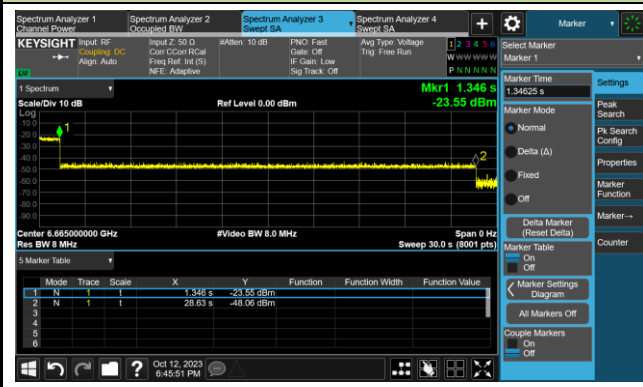 Spectrum Analyzer 1
Channel Power
Spectrum Analyzer 2
Occupied BW
Spectrum Analyzer 3
Swept SA
Spectrum Analyzer 4
Swept SA
+
Marker
KEYSIGHT
Input: RF
Coupling: DC
Align: Auto
Input Z: 50 Ω
Corr CCorr RCal
Freq Ref: Int (S)
NFE: Adaptive
#Atten: 10 dB
PNO: Fast
Gate: Off
IF Gain: Low
Sig Track: Off
Avg Type: Voltage
Trig: Free Run
1 2 3 4 5 6
W W W W W W
P N N N N N
Select Marker
Marker 1
1 Spectrum
Scale/Div 10 dB
Ref Level 0.00 dBm
Mkr1 1.346 s
-23.55 dBm
Log
-10.0
-20.0
-30.0
-40.0
-50.0
-60.0
-70.0
-80.0
-90.0
1
2
Center 6.665000000 GHz
Res BW 8 MHz
#Video BW 8.0 MHz
Span 0 Hz
Sweep 30.0 s (8001 pts)
5 Marker Table
Mode Trace Scale X Y Function Function Width Function Value
1 N 1 t 1.346 s -23.55 dBm
2 N 1 t 28.63 s -48.06 dBm
3
4
5
6
Marker Time
1.34625 s
Marker Mode
Normal
Delta (Δ)
Fixed
Off
Delta Marker
(Reset Delta)
Marker Table
On
Off
Marker Settings
Diagram
All Markers Off
Couple Markers
On
Off
Settings
Peak
Search
Pk Search
Config
Properties
Marker
Function
Marker→
Counter
?
Oct 12, 2023
6:45:51 PM